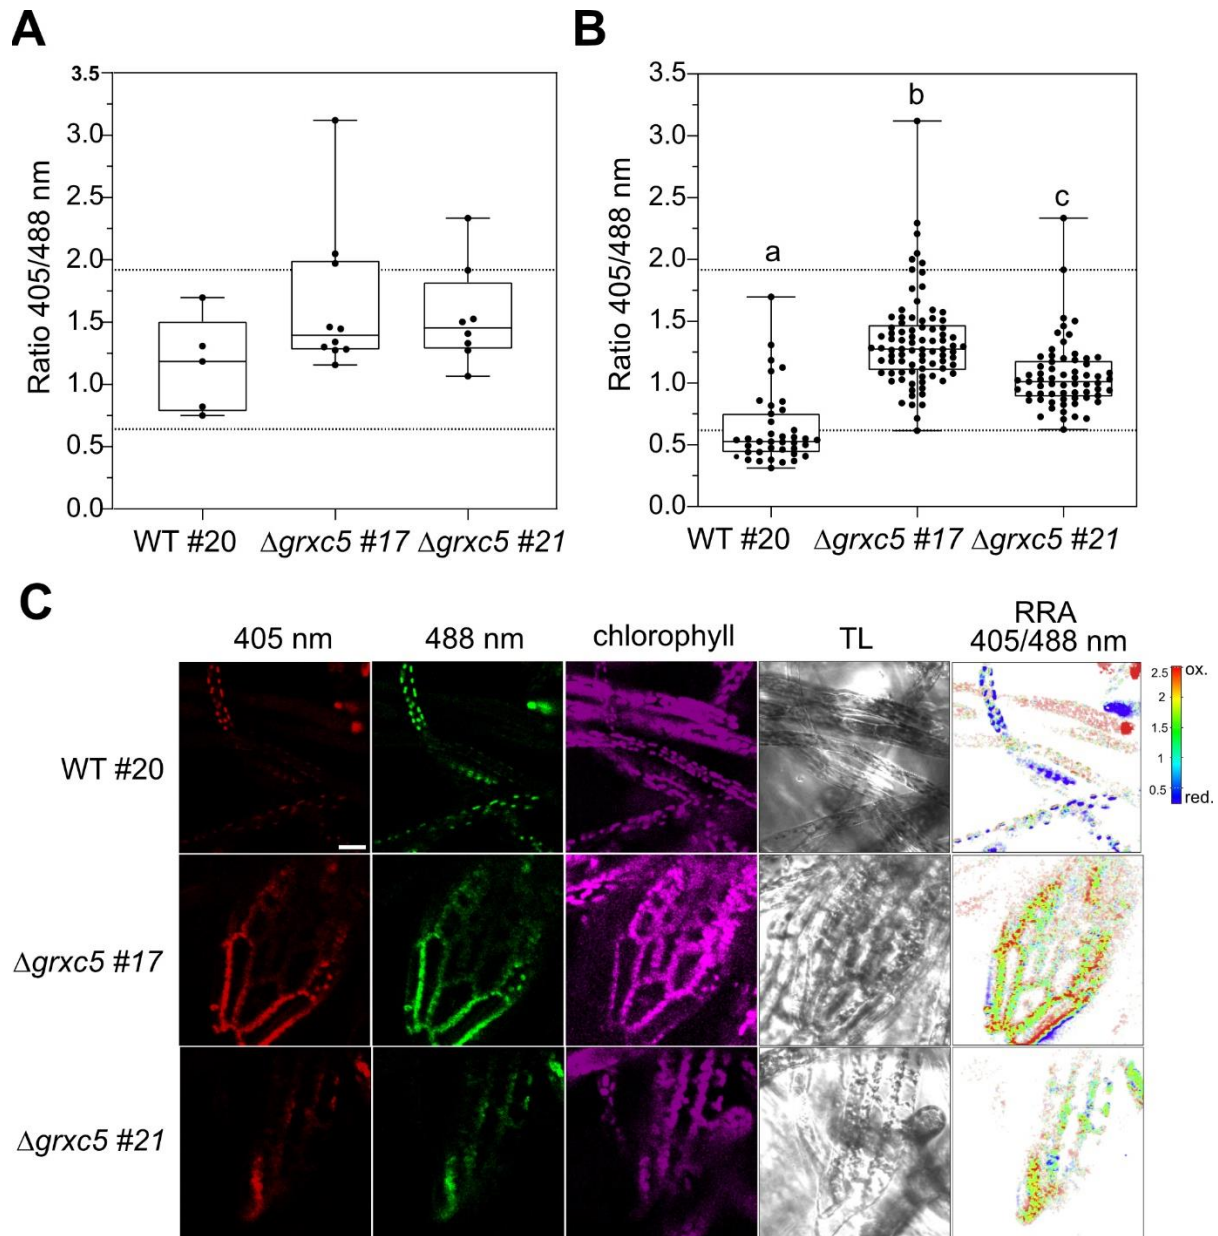 A
3.5
3.0
2.5
2.0
1.5
1.0
0.5
0.0
Ratio 405/488 nm
WT #20 Δgrxc5 #17 Δgrxc5 #21
B
3.5
3.0
2.5
2.0
1.5
1.0
0.5
0.0
Ratio 405/488 nm
a
b
c
WT #20 Δgrxc5 #17 Δgrxc5 #21
C
405 nm 488 nm chlorophyll TL RRA
405/488 nm
WT #20
Δgrxc5 #17
Δgrxc5 #21
2.5 ox.
2
1.5
1
0.5 red.